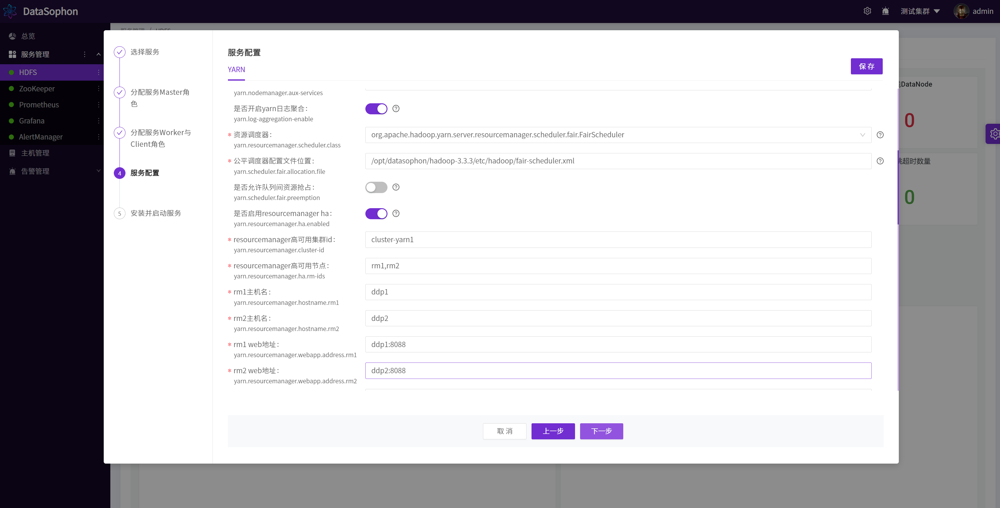 DataSophon
测试集群
admin
总览
服务管理
HDFS
ZooKeeper
Prometheus
Grafana
AlertManager
主机管理
告警管理
选择服务
分配服务Master角
色
分配服务Worker与
Client角色
4
服务配置
5
安装并启动服务
服务配置
YARN
保 存
yarn.nodemanager.aux-services
是否开启yarn日志聚合:
yarn.log-aggregation-enable
* 资源调度器:
org.apache.hadoop.yarn.server.resourcemanager.scheduler.fair.FairScheduler
yarn.resourcemanager.scheduler.class
* 公平调度器配置文件位置:
/opt/datasophon/hadoop-3.3.3/etc/hadoop/fair-scheduler.xml
yarn.scheduler.fair.allocation.file
是否允许队列间资源抢占:
yarn.scheduler.fair.preemption
是否启用resourcemanager ha:
yarn.resourcemanager.ha.enabled
* resourcemanager高可用集群id:
cluster-yarn1
yarn.resourcemanager.cluster-id
* resourcemanager高可用节点:
rm1,rm2
yarn.resourcemanager.ha.rm-ids
* rm1主机名:
ddp1
yarn.resourcemanager.hostname.rm1
* rm2主机名:
ddp2
yarn.resourcemanager.hostname.rm2
* rm1 web地址:
ddp1:8088
yarn.resourcemanager.webapp.address.rm1
* rm2 web地址:
ddp2:8088
yarn.resourcemanager.webapp.address.rm2
取 消
上一步
下一步
DataNode
0
超时数量
0